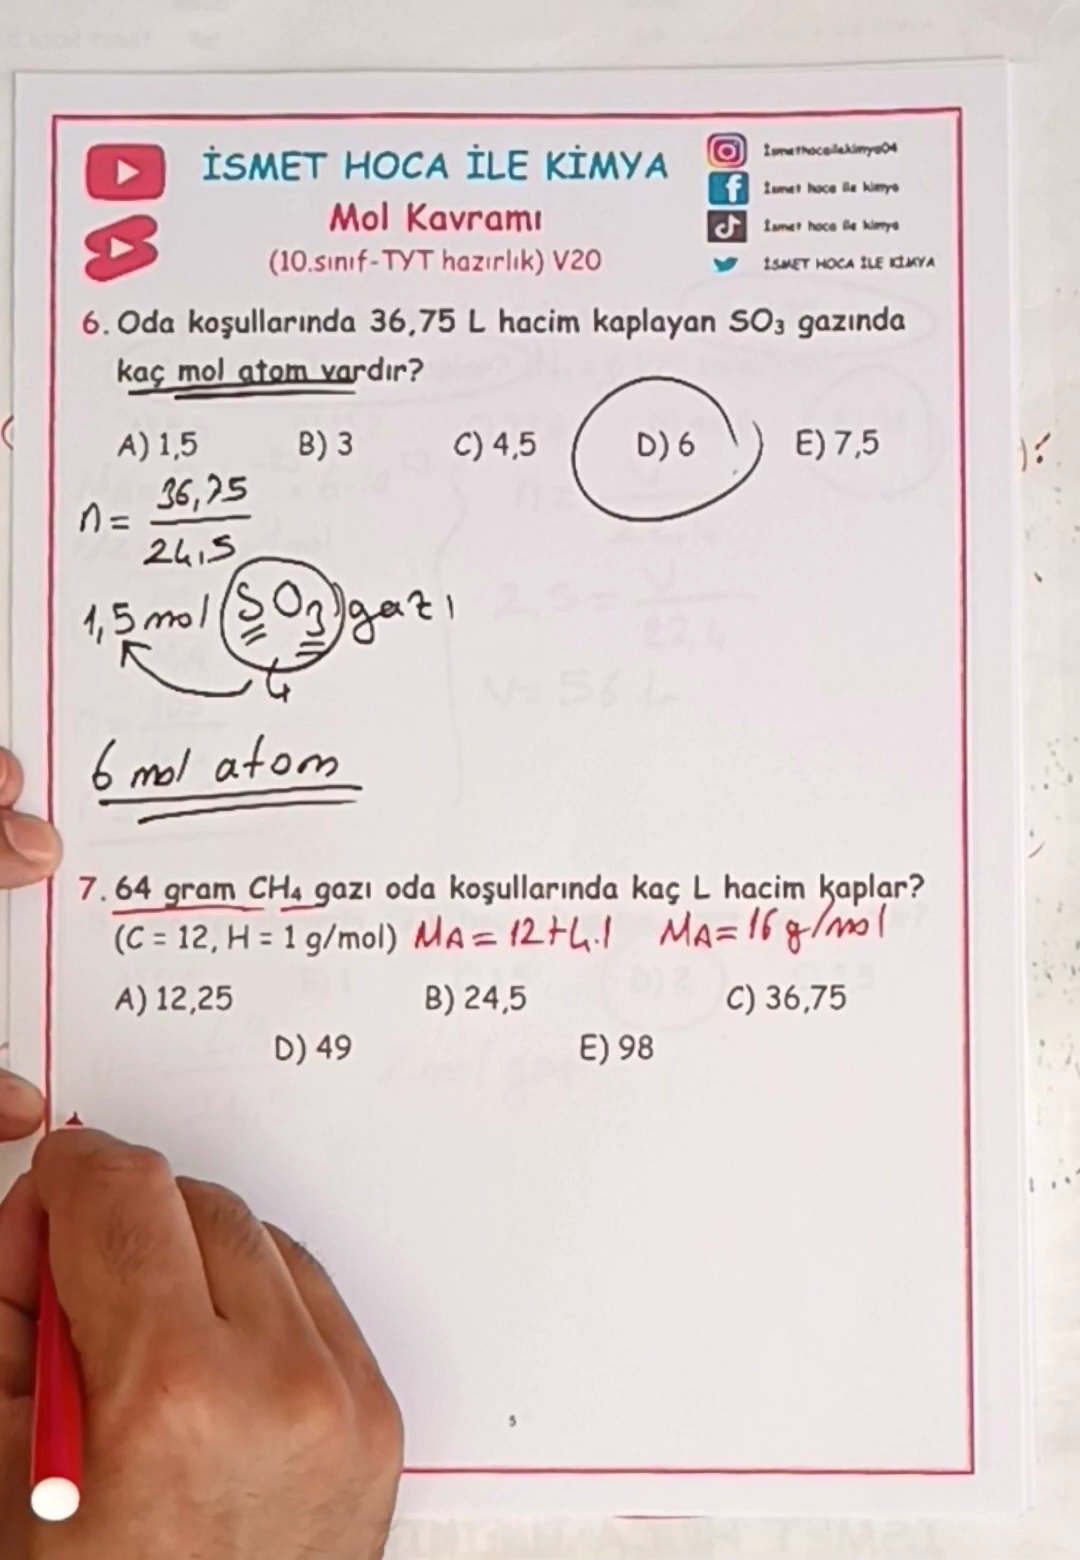 İSMET HOCA İLE KİMYA
Mol Kavramı
(10.sınıf-TYT hazırlık) V20
İsmethocailekimya04
İsmet hoca ile kimya
İsmet hoca ile kimya
İSMET HOCA İLE KİMYA
6. Oda koşullarında 36,75 L hacim kaplayan SO₃ gazında
kaç mol atom vardır?
A) 1,5 B) 3 C) 4,5 D) 6 E) 7,5
n = 36,75
24,5
1,5 mol SO₃ gazı
4
6 mol atom
7. 64 gram CH₄ gazı oda koşullarında kaç L hacim kaplar?
(C = 12, H = 1 g/mol) MA = 12+4.1 MA = 16 g/mol
A) 12,25 B) 24,5 C) 36,75
D) 49 E) 98
5